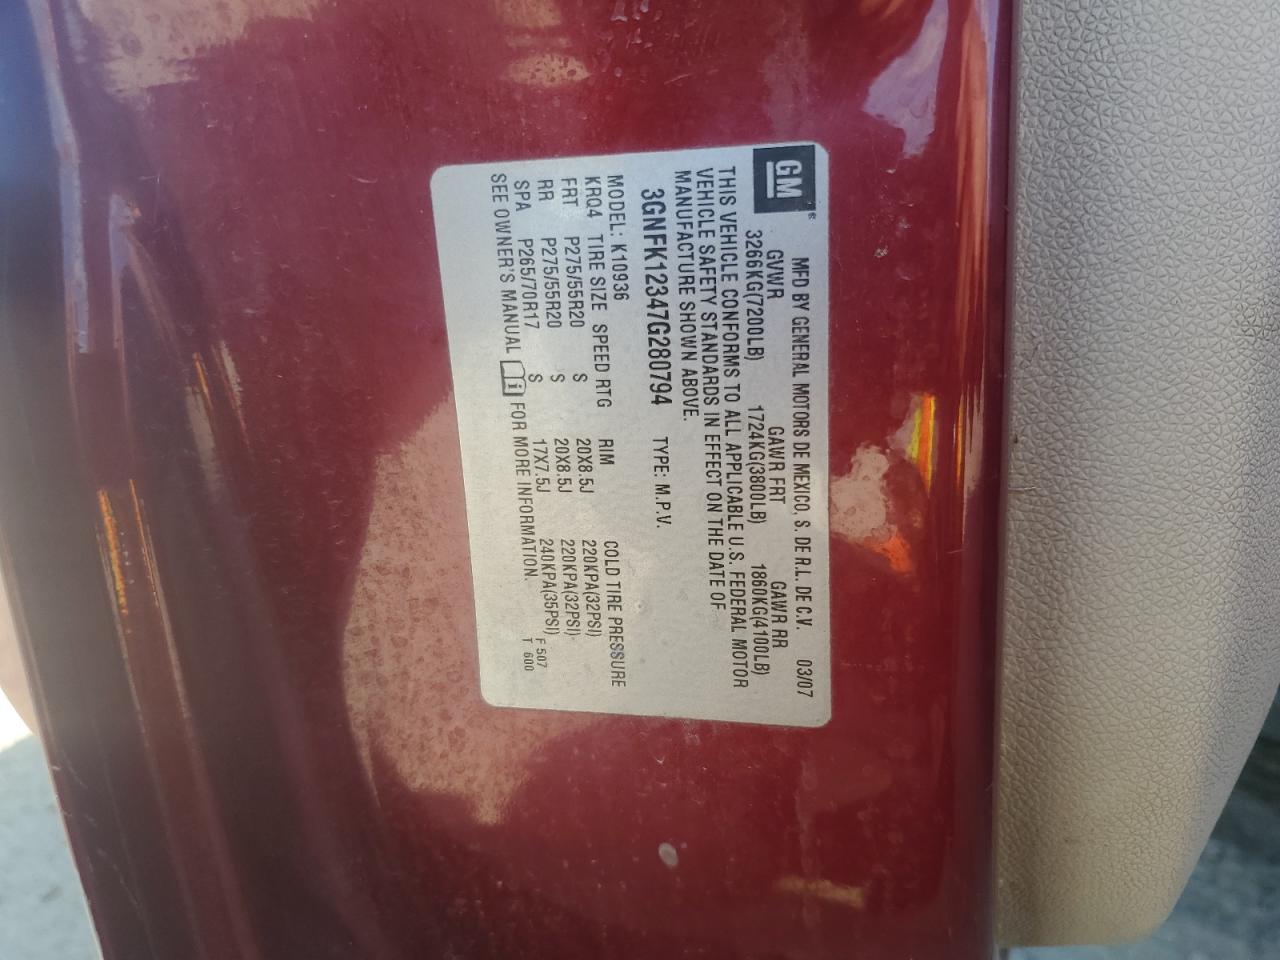 GM®
MFD BY GENERAL MOTORS DE MEXICO, S. DE R.L. DE C.V. 03/07
GVWR GAWR FRT GAWR RR
3266KG(7200LB) 1724KG(3800LB) 1860KG(4100LB)
THIS VEHICLE CONFORMS TO ALL APPLICABLE U.S. FEDERAL MOTOR
VEHICLE SAFETY STANDARDS IN EFFECT ON THE DATE OF
MANUFACTURE SHOWN ABOVE.
3GNFK12347G280794 TYPE: M.P.V.
MODEL: K10936
KRQ4 TIRE SIZE SPEED RTG RIM COLD TIRE PRESSURE
FRT P275/55R20 S 20X8.5J 220KPA(32PSI)
RR P275/55R20 S 20X8.5J 220KPA(32PSI)
SPA P265/70R17 S 17X7.5J 240KPA(35PSI) F 507
SEE OWNER'S MANUAL i FOR MORE INFORMATION. T 600